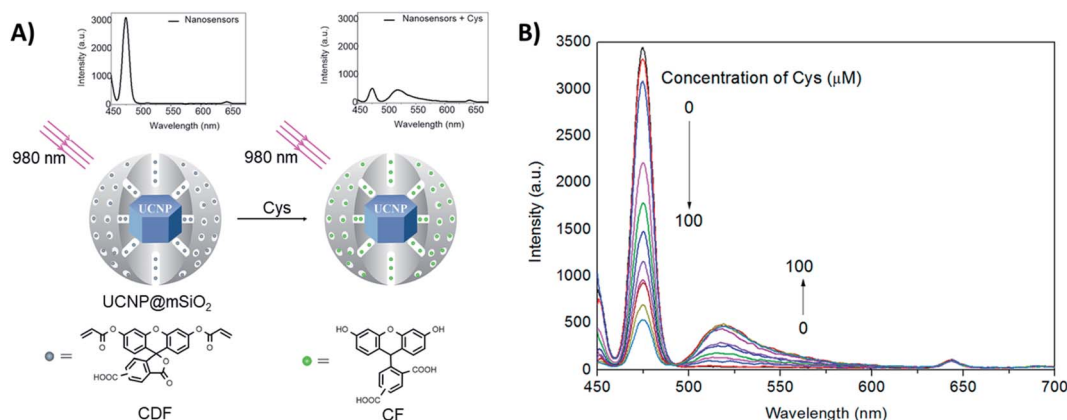 A)
3000
2000
1000
0
Intensity (a.u.)
Nanosensors
450 500 550 600 650
Wavelength (nm)
3000
2000
1000
0
Intensity (a.u.)
Nanosensors + Cys
450 500 550 600 650
Wavelength (nm)
980 nm
980 nm
UCNP
Cys
UCNP
UCNP@mSiO2
=
O
O
O
O
O
O
O
HOOC
CDF
=
HO
O
OH
COOH
HOOC
CF
B)
3500
3000
2500
2000
1500
1000
500
0
Intensity (a.u.)
Concentration of Cys (μM)
0
100
100
0
450 500 550 600 650 700
Wavelength (nm)